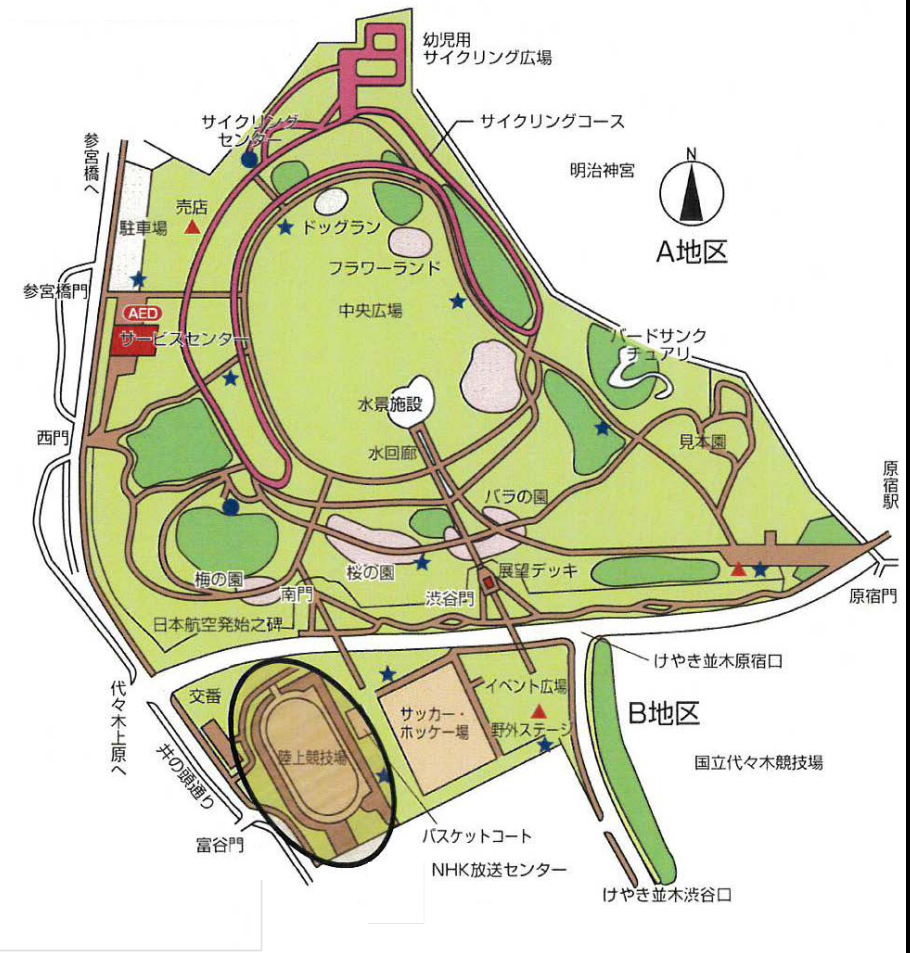 幼児用
サイクリング広場
サイクリング
センター
サイクリングコース
明治神宮
N
A地区
参宮橋へ
売店
駐車場
ドッグラン
フラワーランド
参宮橋門
AED
中央広場
サービスセンター
バードサンク
チュアリ
水景施設
西門
水回廊
見本園
原宿駅
バラの園
梅の園
桜の園
展望デッキ
南門
渋谷門
原宿門
日本航空発始之碑
けやき並木原宿口
代々木上原へ
交番
イベント広場
サッカー・
ホッケー場
B地区
野外ステージ
陸上競技場
国立代々木競技場
井の頭通り
富谷門
バスケットコート
NHK放送センター
けやき並木渋谷口